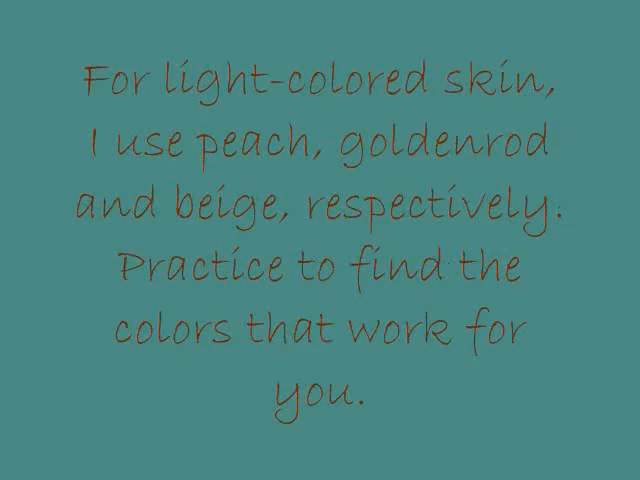 For light-colored skin,
I use peach, goldenrod
and beige, respectively.
Practice to find the
colors that work for
you.